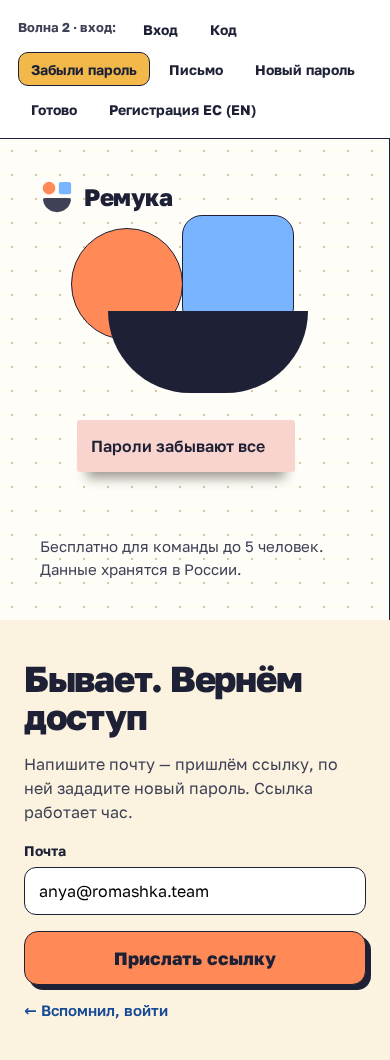 Волна 2 · вход: Вход Код
Забыли пароль Письмо Новый пароль
Готово Регистрация ЕС (EN)
Ремука
Пароли забывают все
Бесплатно для команды до 5 человек.
Данные хранятся в России.
Бывает. Вернём
доступ
Напишите почту — пришлём ссылку, по
ней зададите новый пароль. Ссылка
работает час.
Почта
anya@romashka.team
Прислать ссылку
← Вспомнил, войти